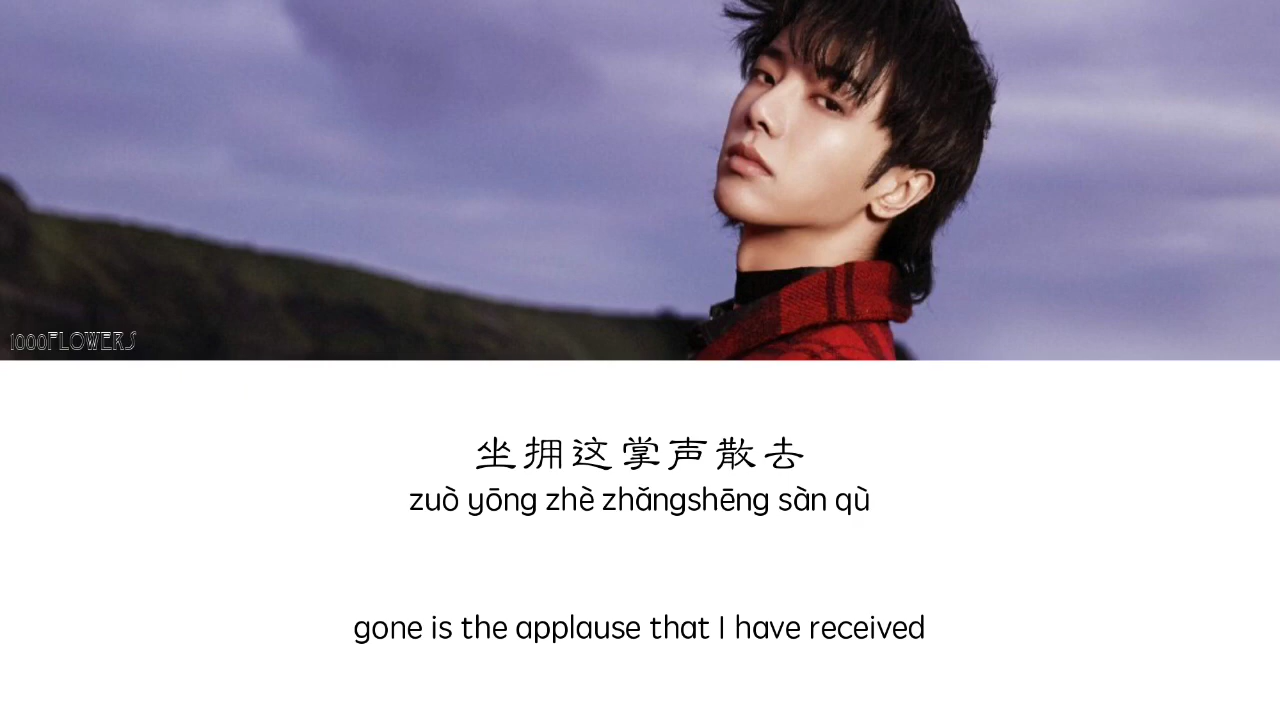 1000FLOWERS
坐拥这掌声散去
zuò yōng zhè zhǎngshēng sàn qù
gone is the applause that I have received